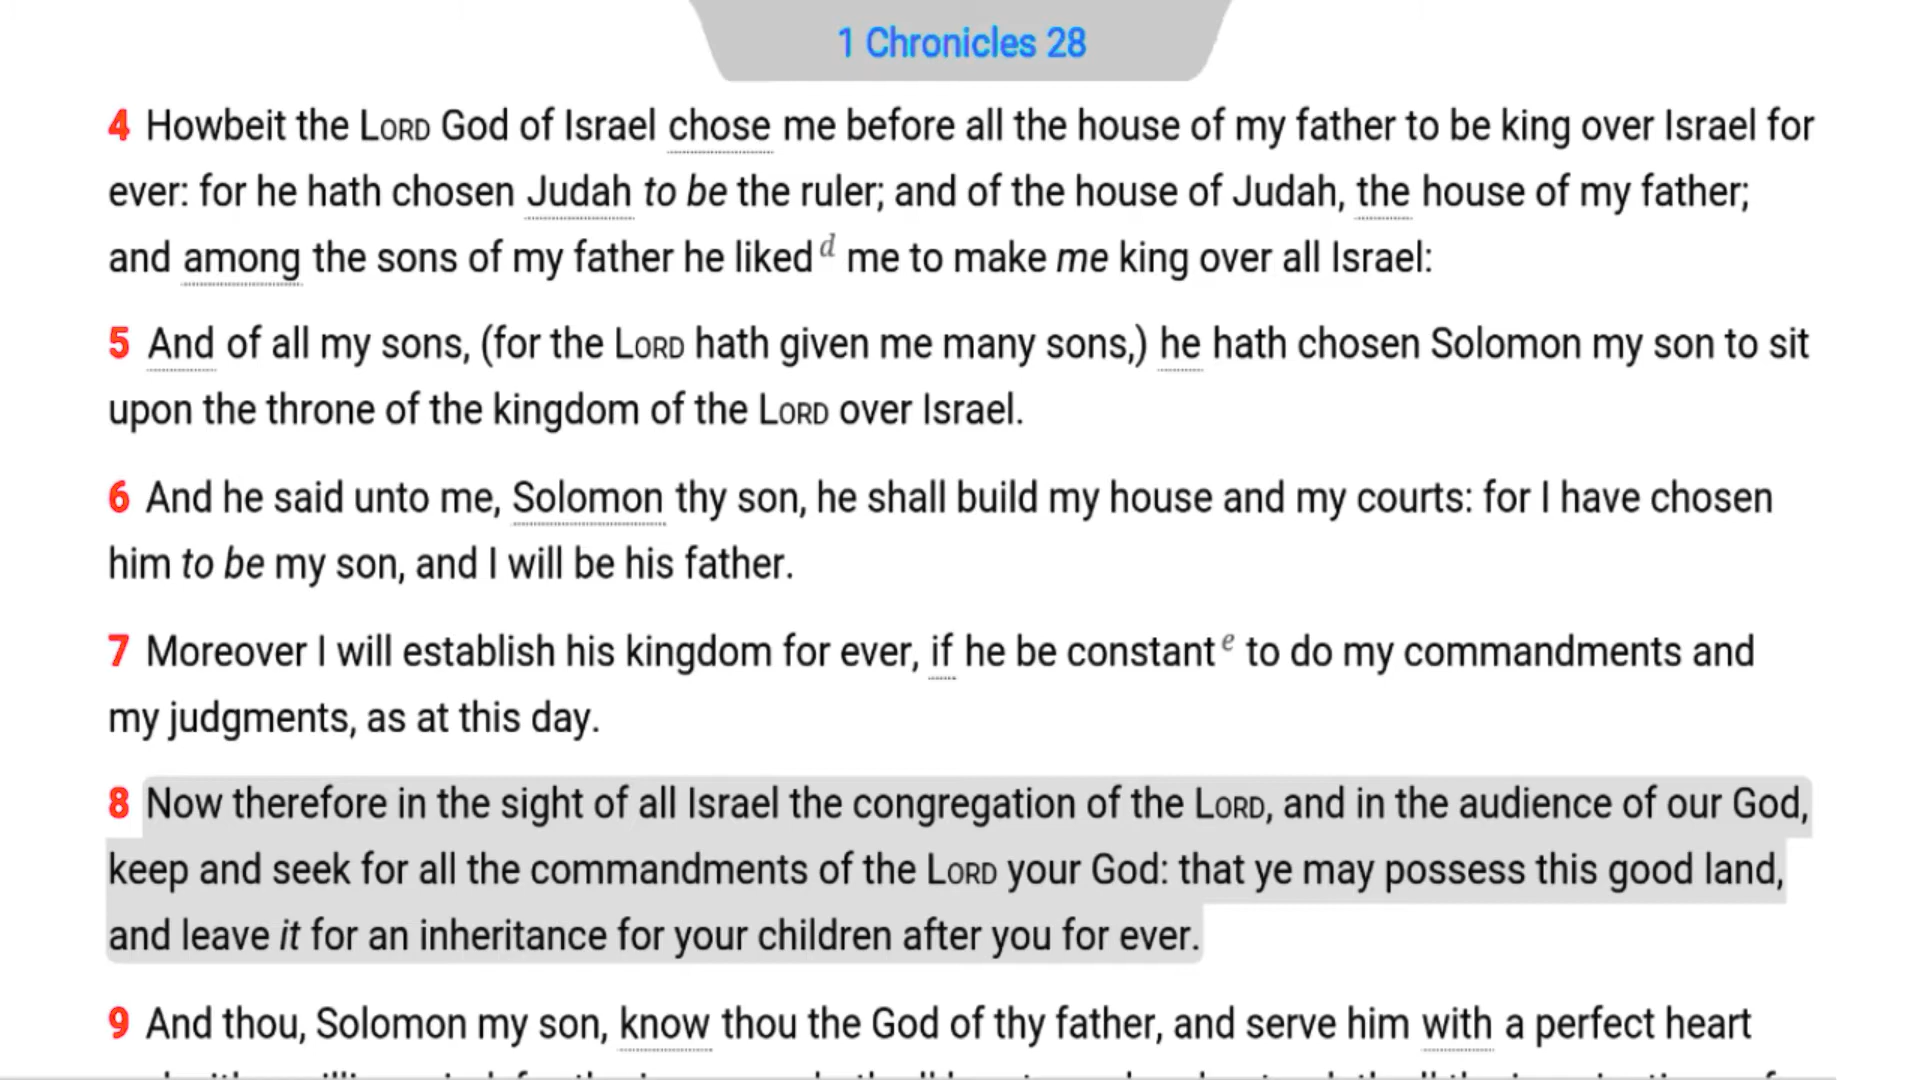 1 Chronicles 28
4 Howbeit the LORD God of Israel chose me before all the house of my father to be king over Israel for
ever: for he hath chosen Judah to be the ruler; and of the house of Judah, the house of my father;
and among the sons of my father he liked d me to make me king over all Israel:
5 And of all my sons, (for the LORD hath given me many sons,) he hath chosen Solomon my son to sit
upon the throne of the kingdom of the LORD over Israel.
6 And he said unto me, Solomon thy son, he shall build my house and my courts: for I have chosen
him to be my son, and I will be his father.
7 Moreover I will establish his kingdom for ever, if he be constant e to do my commandments and
my judgments, as at this day.
8 Now therefore in the sight of all Israel the congregation of the LORD, and in the audience of our God,
keep and seek for all the commandments of the LORD your God: that ye may possess this good land,
and leave it for an inheritance for your children after you for ever.
9 And thou, Solomon my son, know thou the God of thy father, and serve him with a perfect heart